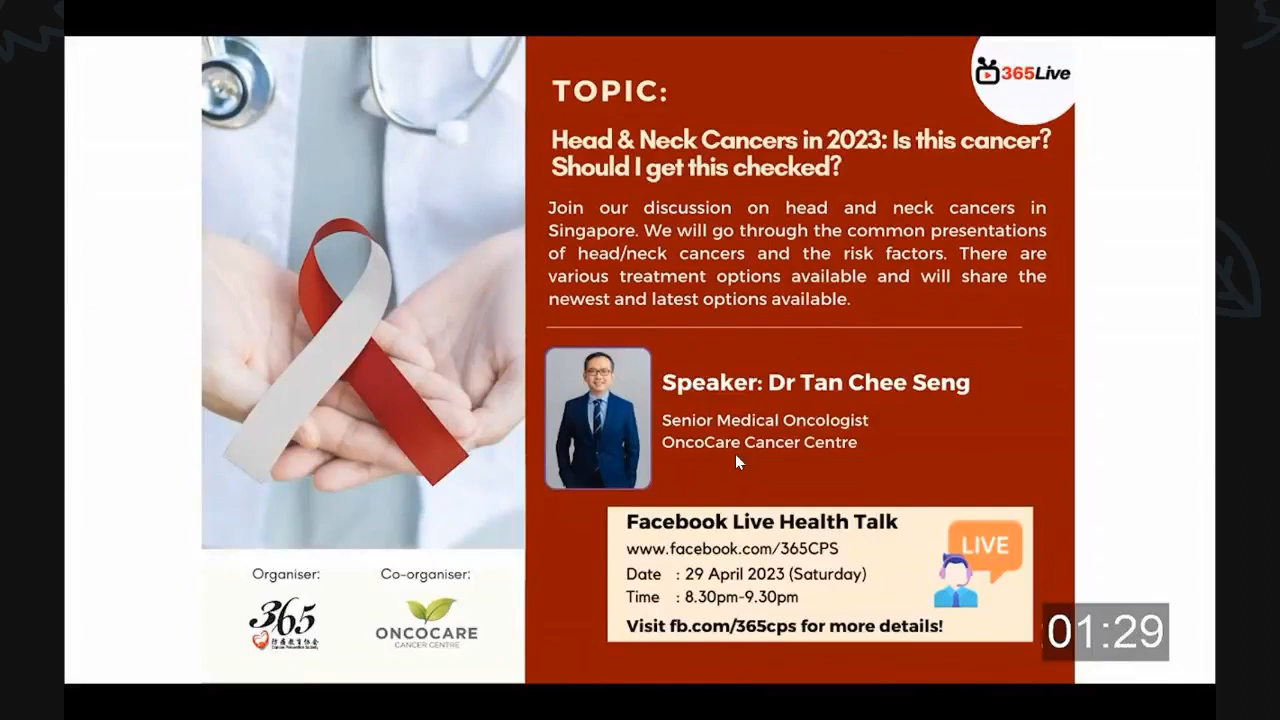 365Live
TOPIC:
Head & Neck Cancers in 2023: Is this cancer?
Should I get this checked?
Join our discussion on head and neck cancers in
Singapore. We will go through the common presentations
of head/neck cancers and the risk factors. There are
various treatment options available and will share the
newest and latest options available.
Speaker: Dr Tan Chee Seng
Senior Medical Oncologist
OncoCare Cancer Centre
Facebook Live Health Talk
www.facebook.com/365CPS
Date : 29 April 2023 (Saturday)
Time : 8.30pm-9.30pm
Visit fb.com/365cps for more details!
LIVE
Organiser:
365
Cancer Prevention Society
Co-organiser:
ONCOCARE
CANCER CENTRE
01:29